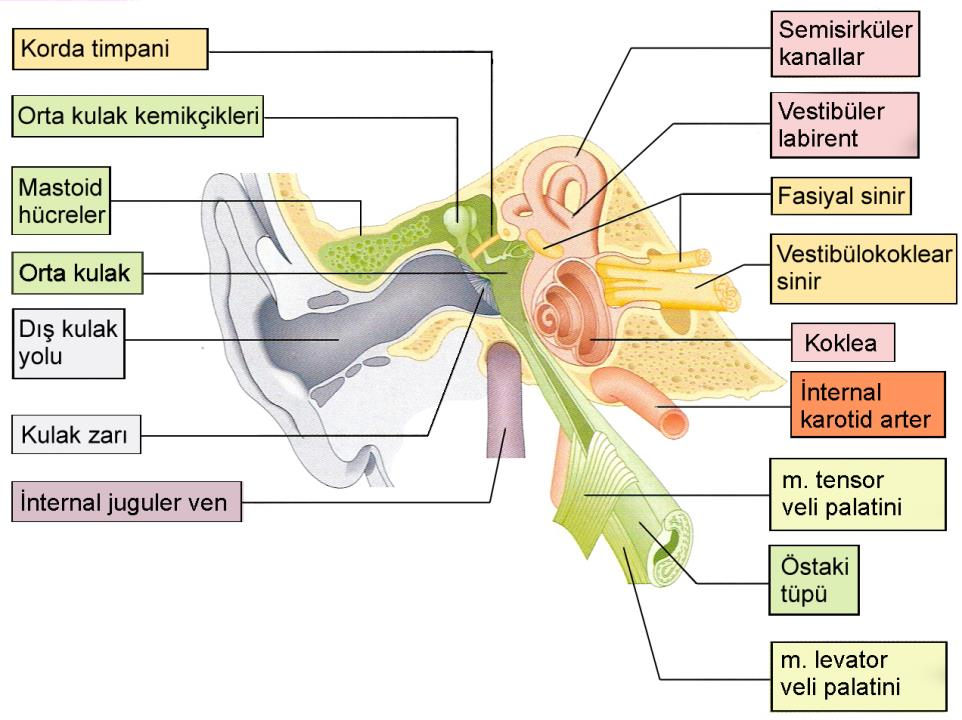 Korda timpani
Orta kulak kemikçikleri
Mastoid
hücreler
Orta kulak
Dış kulak
yolu
Kulak zarı
İnternal juguler ven
Semisirküler
kanallar
Vestibüler
labirent
Fasiyal sinir
Vestibülokoklear
sinir
Koklea
İnternal
karotid arter
m. tensor
veli palatini
Östaki
tüpü
m. levator
veli palatini